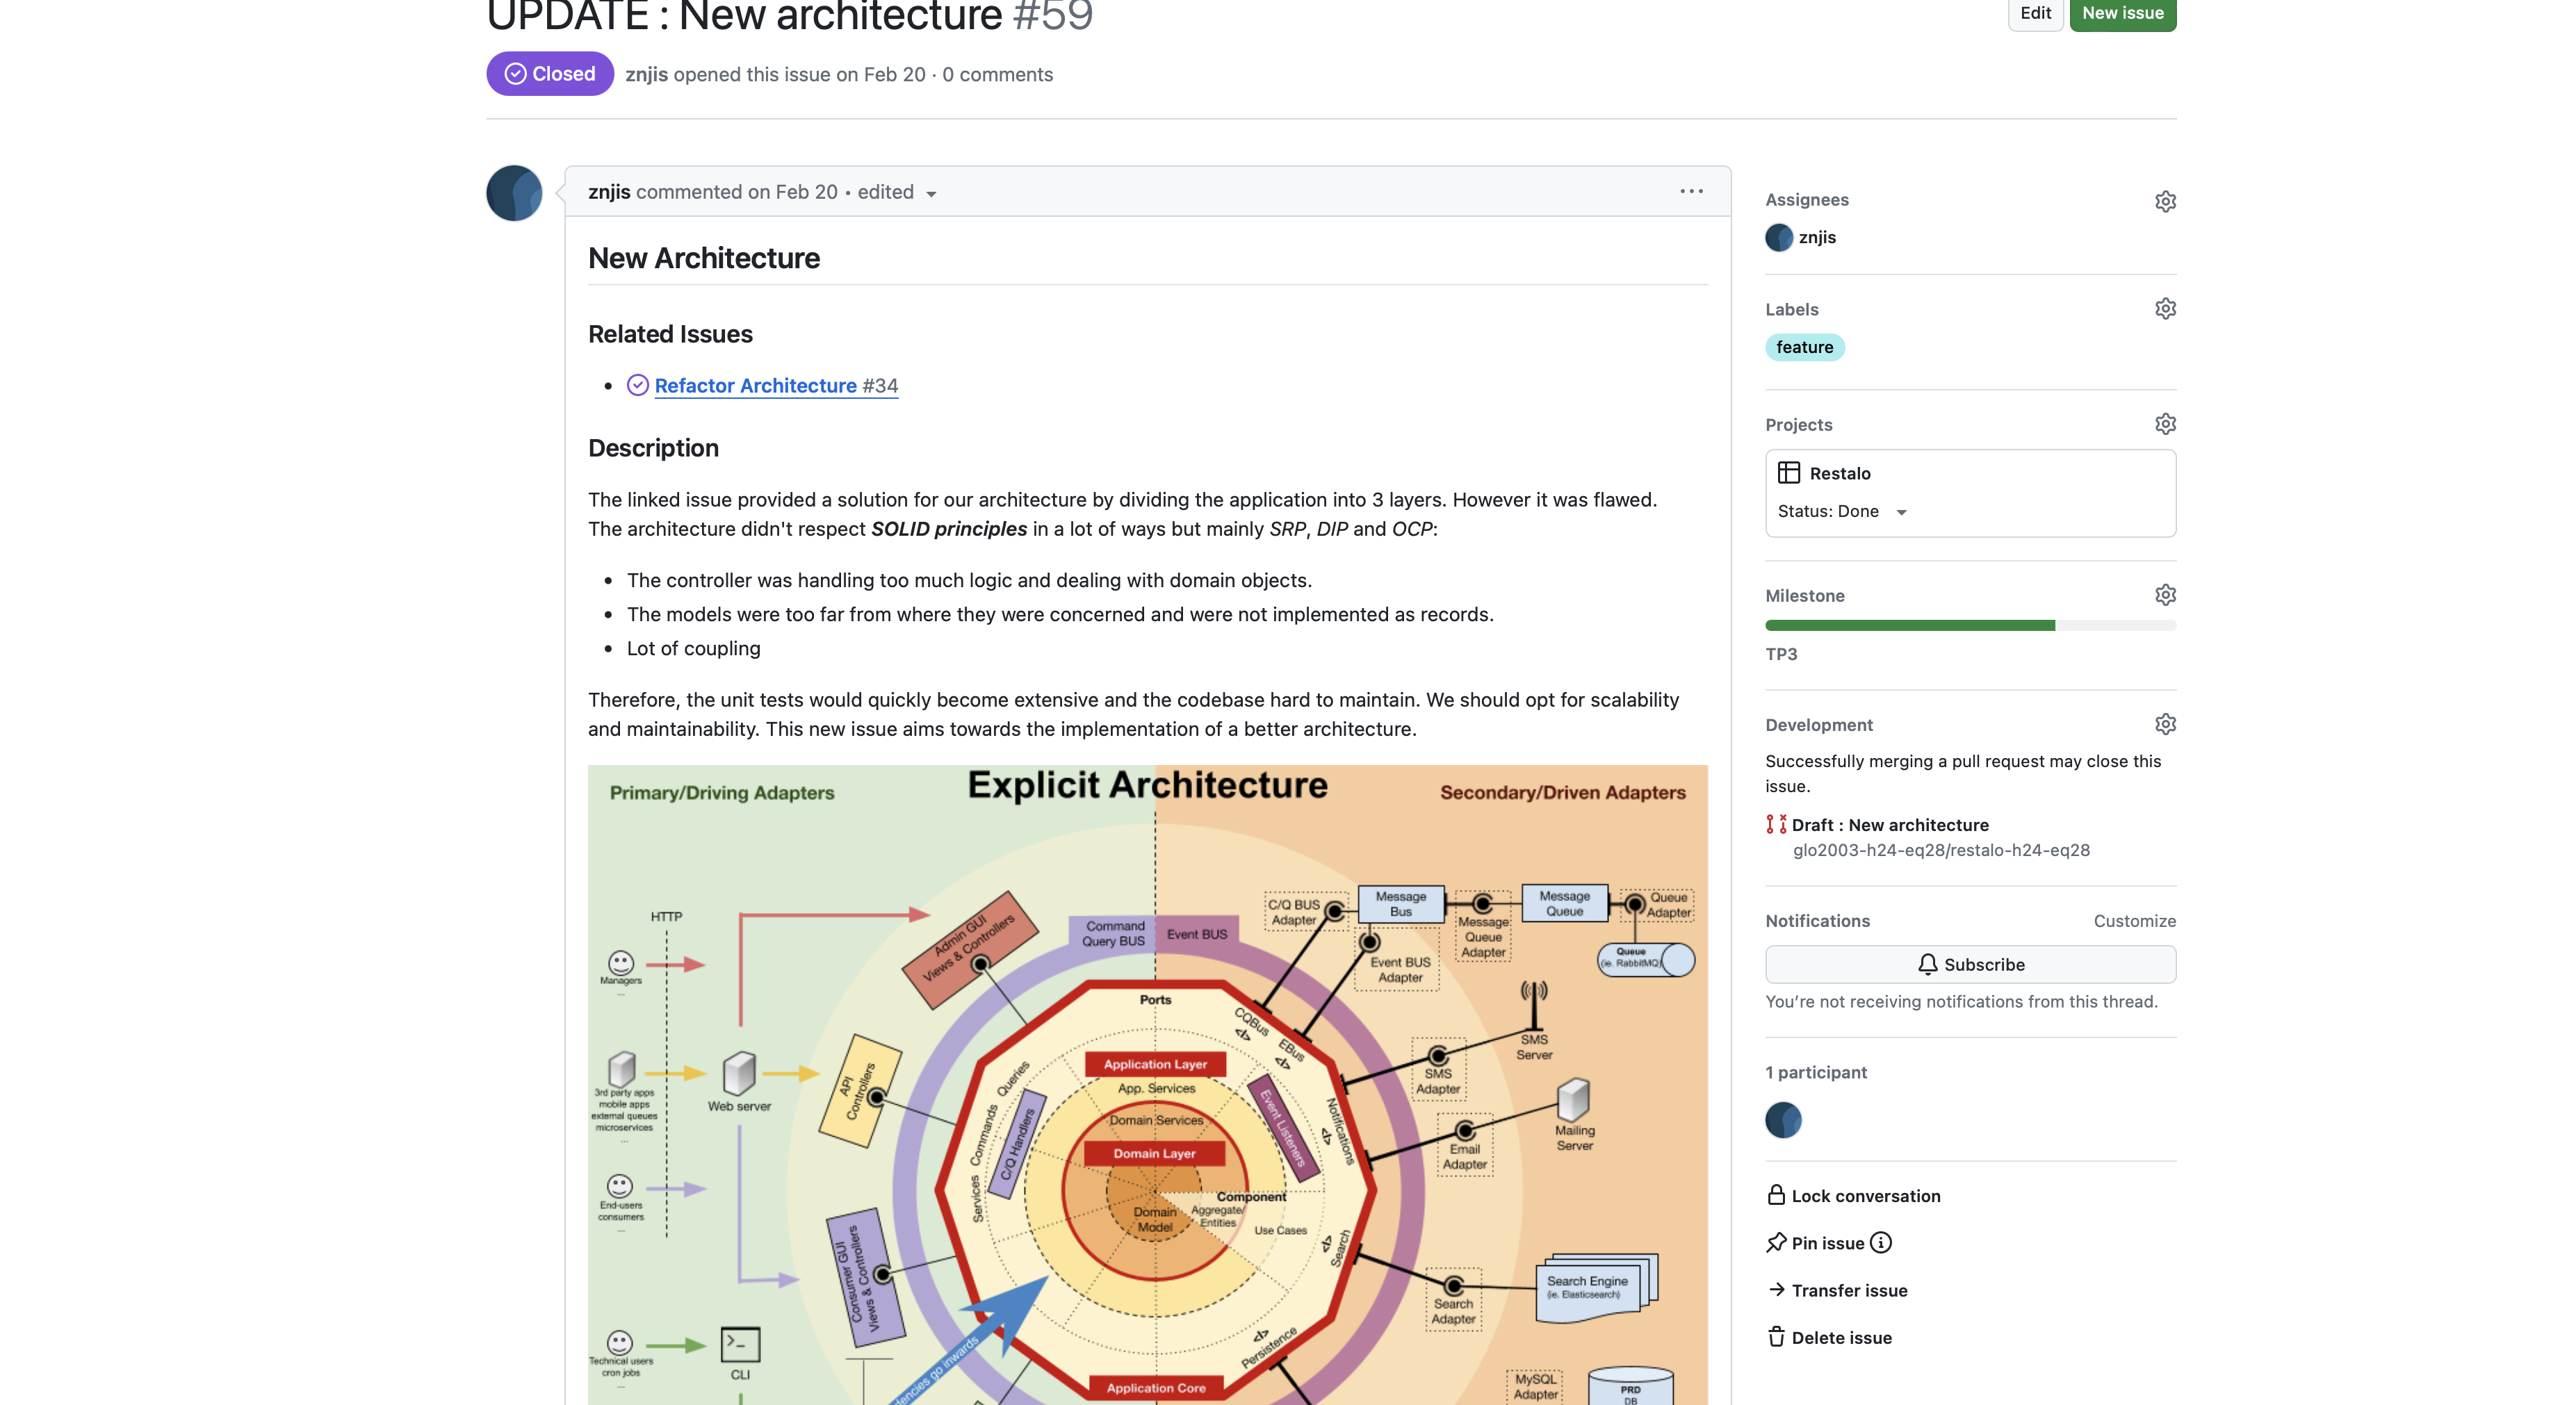 UPDATE : New architecture #59
Edit
New issue
Closed
znjis opened this issue on Feb 20 · 0 comments
znjis commented on Feb 20 • edited
New Architecture
Related Issues
Refactor Architecture #34
Description
The linked issue provided a solution for our architecture by dividing the application into 3 layers. However it was flawed.
The architecture didn't respect SOLID principles in a lot of ways but mainly SRP, DIP and OCP:
The controller was handling too much logic and dealing with domain objects.
The models were too far from where they were concerned and were not implemented as records.
Lot of coupling
Therefore, the unit tests would quickly become extensive and the codebase hard to maintain. We should opt for scalability
and maintainability. This new issue aims towards the implementation of a better architecture.
Explicit Architecture
Primary/Driving Adapters
Secondary/Driven Adapters
HTTP
Managers
...
3rd party apps
mobile apps
external queues
microservices
...
Web server
End-users
consumers
...
Technical users
cron jobs
...
CLI
Admin GUI
Views & Controllers
API
Controllers
Consumer GUI
Views & Controllers
Command
Query BUS
Event BUS
Ports
Application Layer
App. Services
Domain Services
Domain Layer
Domain
Model
Component
Aggregate/
Entities
Use Cases
Queries
Commands
Services
C/Q Handlers
Event Listeners
CQBus
</>
EBus
</>
Notifications
</>
Search
</>
Persistence
</>
Application Core
dencies go inwards
C/Q BUS
Adapter
Message
Bus
Event BUS
Adapter
Message
Queue
Adapter
Message
Queue
Queue
Adapter
Queue
(ie. RabbitMQ)
SMS
Server
SMS
Adapter
Mailing
Server
Email
Adapter
Search Engine
(ie. Elasticsearch)
Search
Adapter
MySQL
Adapter
PRD
DB
Assignees
znjis
Labels
feature
Projects
Restalo
Status: Done
Milestone
TP3
Development
Successfully merging a pull request may close this
issue.
Draft : New architecture
glo2003-h24-eq28/restalo-h24-eq28
Notifications
Customize
Subscribe
You're not receiving notifications from this thread.
1 participant
Lock conversation
Pin issue
Transfer issue
Delete issue